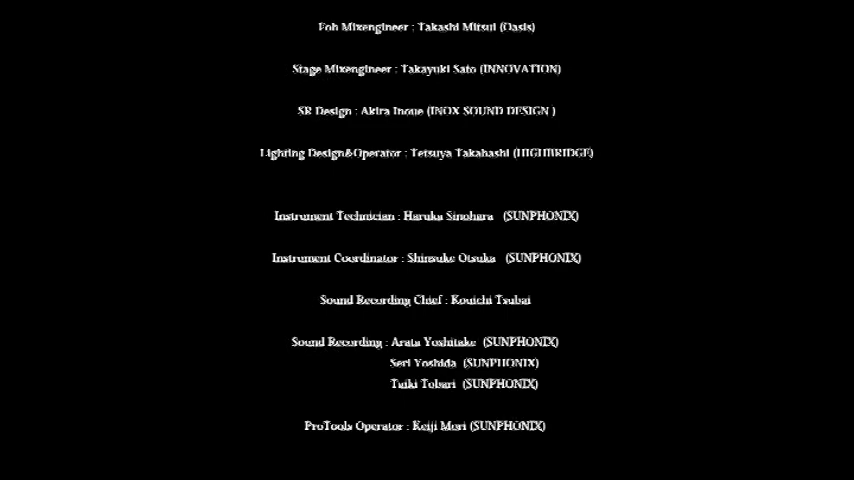 Foh Mixengineer : Takashi Mitsui (Oasis)
Stage Mixengineer : Takayuki Sato (INNOVATION)
SR Design : Akira Inoue (INOX SOUND DESIGN )
Lighting Design&Operator : Tetsuya Takahashi (HIGHBRIDGE)
Instrument Technician : Haruka Sinohara (SUNPHONIX)
Instrument Coordinator : Shinsuke Otsuka (SUNPHONIX)
Sound Recording Chief : Kouichi Tsubai
Sound Recording : Arata Yoshitake (SUNPHONIX)
Seri Yoshida (SUNPHONIX)
Taiki Tobari (SUNPHONIX)
ProTools Operator : Keiji Mori (SUNPHONIX)